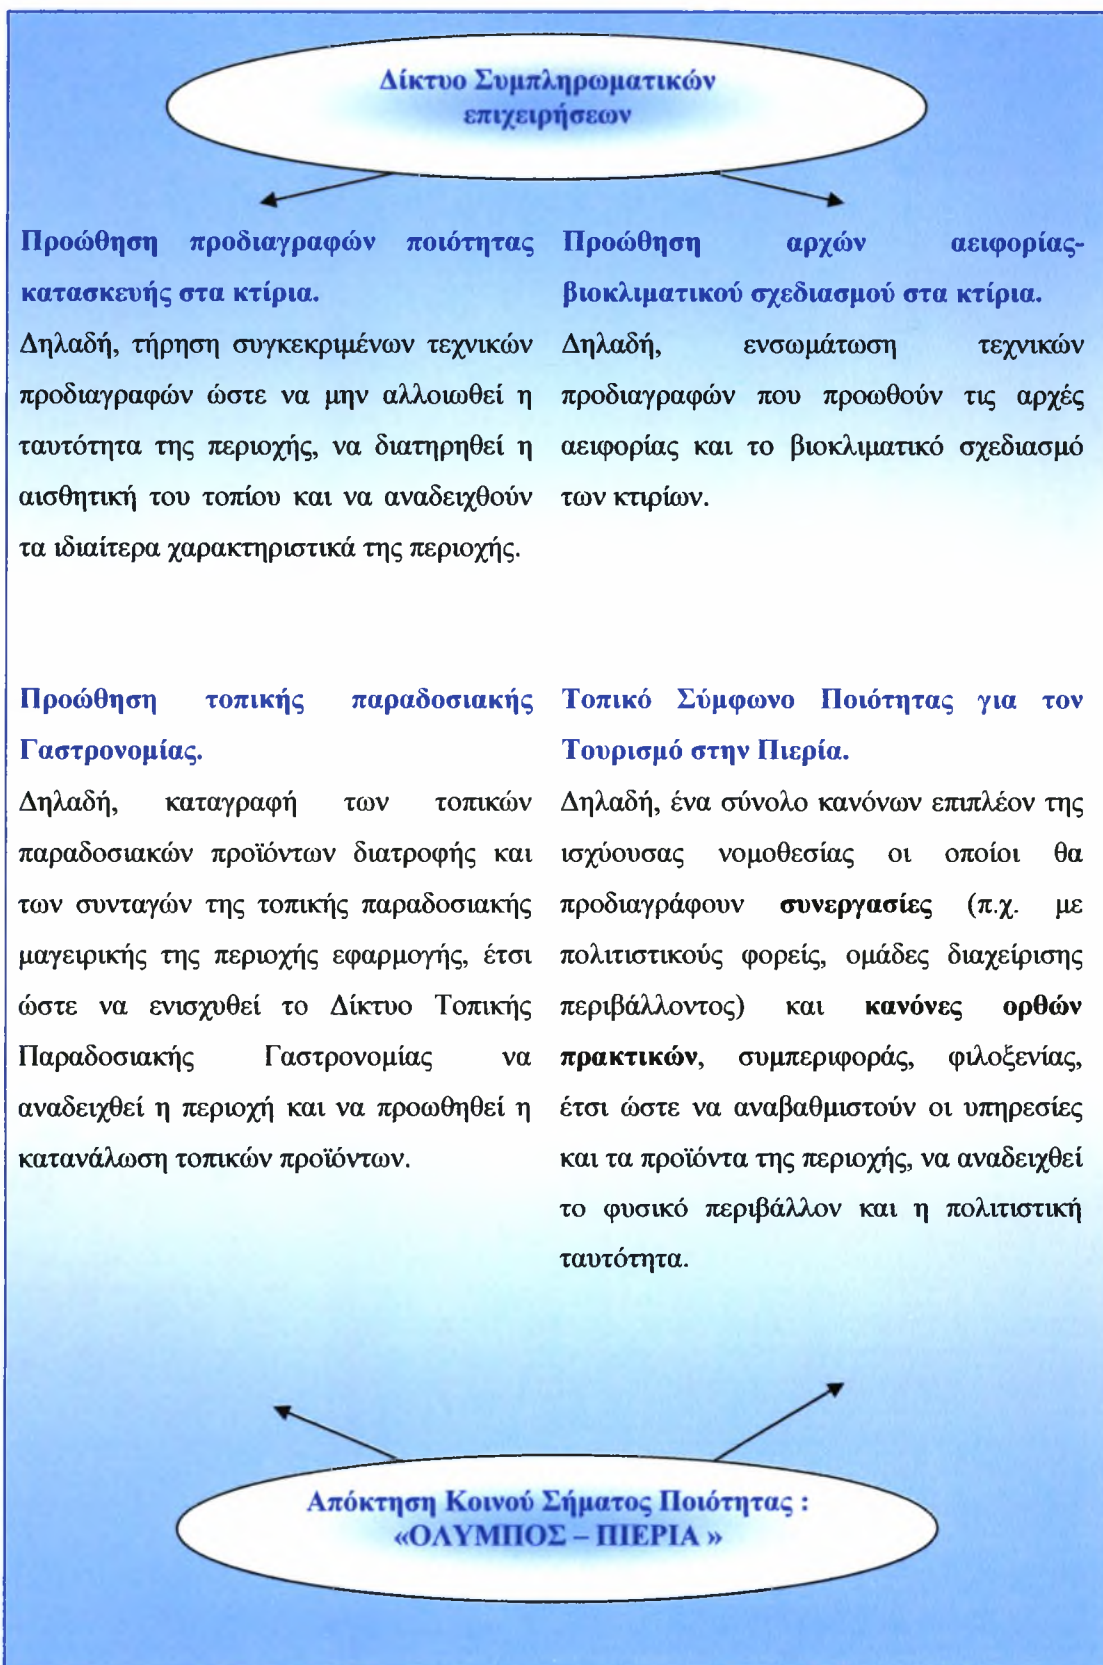 Δίκτυο Συμπληρωματικών
επιχειρήσεων
Προώθηση προδιαγραφών ποιότητας
κατασκευής στα κτίρια.
Δηλαδή, τήρηση συγκεκριμένων τεχνικών
προδιαγραφών ώστε να μην αλλοιωθεί η
ταυτότητα της περιοχής, να διατηρηθεί η
αισθητική του τοπίου και να αναδειχθούν
τα ιδιαίτερα χαρακτηριστικά της περιοχής.
Προώθηση αρχών αειφορίας-
βιοκλιματικού σχεδιασμού στα κτίρια.
Δηλαδή, ενσωμάτωση τεχνικών
προδιαγραφών που προωθούν τις αρχές
αειφορίας και το βιοκλιματικό σχεδιασμό
των κτιρίων.
Προώθηση τοπικής παραδοσιακής
Γαστρονομίας.
Δηλαδή, καταγραφή των τοπικών
παραδοσιακών προϊόντων διατροφής και
των συνταγών της τοπικής παραδοσιακής
μαγειρικής της περιοχής εφαρμογής, έτσι
ώστε να ενισχυθεί το Δίκτυο Τοπικής
Παραδοσιακής Γαστρονομίας να
αναδειχθεί η περιοχή και να προωθηθεί η
κατανάλωση τοπικών προϊόντων.
Τοπικό Σύμφωνο Ποιότητας για τον
Τουρισμό στην Πιερία.
Δηλαδή, ένα σύνολο κανόνων επιπλέον της
ισχύουσας νομοθεσίας οι οποίοι θα
προδιαγράφουν συνεργασίες (π.χ. με
πολιτιστικούς φορείς, ομάδες διαχείρισης
περιβάλλοντος) και κανόνες ορθών
πρακτικών, συμπεριφοράς, φιλοξενίας,
έτσι ώστε να αναβαθμιστούν οι υπηρεσίες
και τα προϊόντα της περιοχής, να αναδειχθεί
το φυσικό περιβάλλον και η πολιτιστική
ταυτότητα.
Απόκτηση Κοινού Σήματος Ποιότητας :
«ΟΛΥΜΠΟΣ – ΠΙΕΡΙΑ »